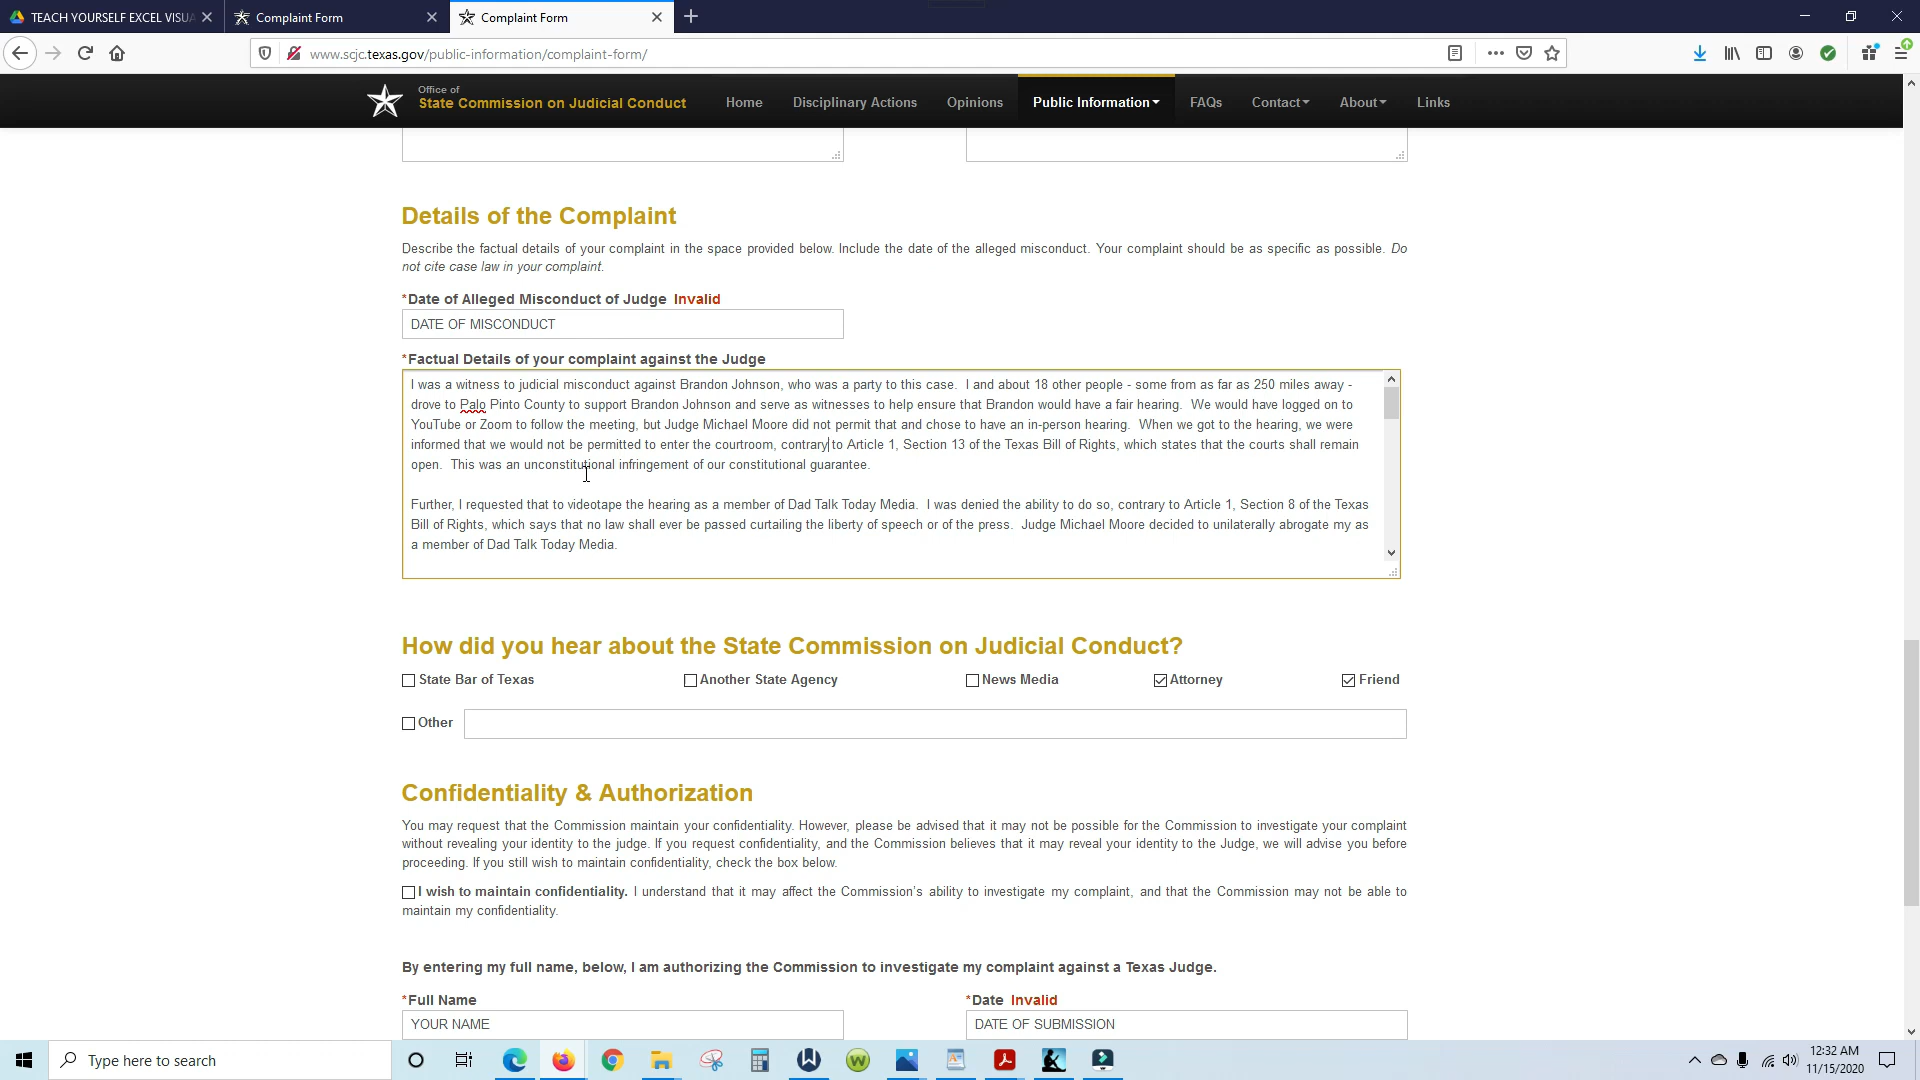 TEACH YOURSELF EXCEL VISUA
Complaint Form
Complaint Form
www.scjc.texas.gov/public-information/complaint-form/
Office of
State Commission on Judicial Conduct
Home
Disciplinary Actions
Opinions
Public Information
FAQs
Contact
About
Links
Details of the Complaint
Describe the factual details of your complaint in the space provided below. Include the date of the alleged misconduct. Your complaint should be as specific as possible. Do
not cite case law in your complaint.
*Date of Alleged Misconduct of Judge Invalid
DATE OF MISCONDUCT
*Factual Details of your complaint against the Judge
I was a witness to judicial misconduct against Brandon Johnson, who was a party to this case. I and about 18 other people - some from as far as 250 miles away -
drove to Palo Pinto County to support Brandon Johnson and serve as witnesses to help ensure that Brandon would have a fair hearing. We would have logged on to
YouTube or Zoom to follow the meeting, but Judge Michael Moore did not permit that and chose to have an in-person hearing. When we got to the hearing, we were
informed that we would not be permitted to enter the courtroom, contrary to Article 1, Section 13 of the Texas Bill of Rights, which states that the courts shall remain
open. This was an unconstitutional infringement of our constitutional guarantee.
Further, I requested that to videotape the hearing as a member of Dad Talk Today Media. I was denied the ability to do so, contrary to Article 1, Section 8 of the Texas
Bill of Rights, which says that no law shall ever be passed curtailing the liberty of speech or of the press. Judge Michael Moore decided to unilaterally abrogate my as
a member of Dad Talk Today Media.
How did you hear about the State Commission on Judicial Conduct?
State Bar of Texas
Another State Agency
News Media
Attorney
Friend
Other
Confidentiality & Authorization
You may request that the Commission maintain your confidentiality. However, please be advised that it may not be possible for the Commission to investigate your complaint
without revealing your identity to the judge. If you request confidentiality, and the Commission believes that it may reveal your identity to the Judge, we will advise you before
proceeding. If you still wish to maintain confidentiality, check the box below.
I wish to maintain confidentiality. I understand that it may affect the Commission's ability to investigate my complaint, and that the Commission may not be able to
maintain my confidentiality.
By entering my full name, below, I am authorizing the Commission to investigate my complaint against a Texas Judge.
*Full Name
*Date Invalid
YOUR NAME
DATE OF SUBMISSION
Type here to search
12:32 AM
11/15/2020